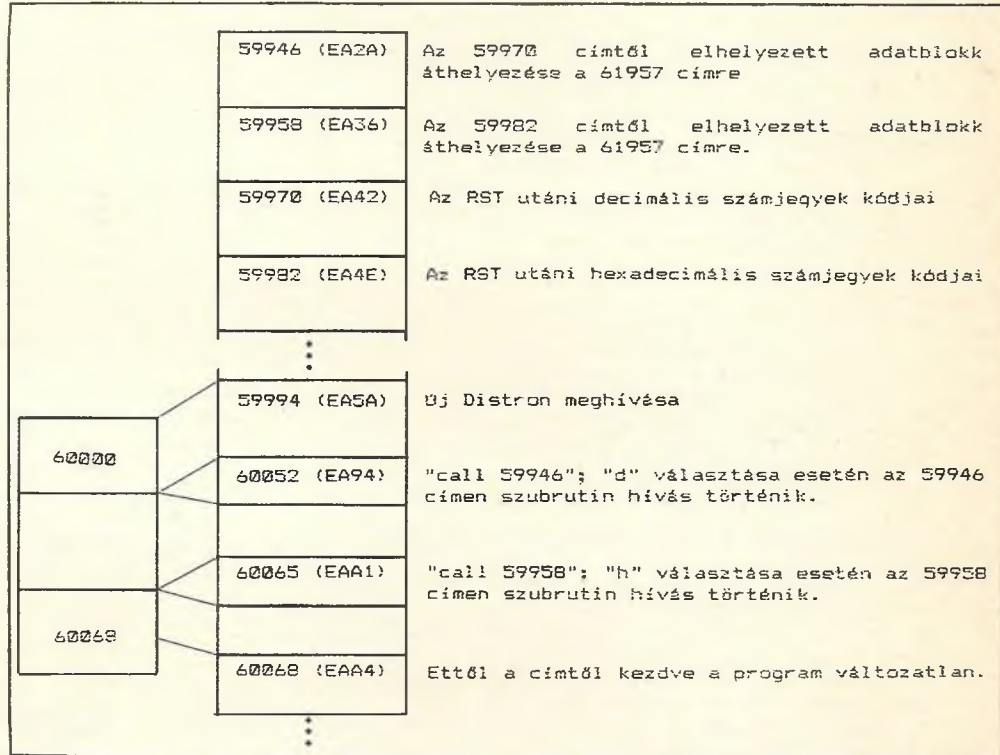 59946 (EA2A)
Az 59970 címtől elhelyezett adatblokk
áthelyezése a 61957 címre
59958 (EA36)
Az 59982 címtől elhelyezett adatblokk
áthelyezése a 61957 címre.
59970 (EA42)
Az RST utáni decimális számjegyek kódjai
59982 (EA4E)
Az RST utáni hexadecimális számjegyek kódjai
59994 (EA5A)
Uj Distron meghívása
60000
60052 (EA94)
"call 59946"; "d" választása esetén az 59946
címen szubrutin hívás történik.
60065 (EAA1)
"call 59958"; "h" választása esetén az 59958
címen szubrutin hívás történik.
60068
60068 (EAA4)
Ettől a címtől kezdve a program változatlan.